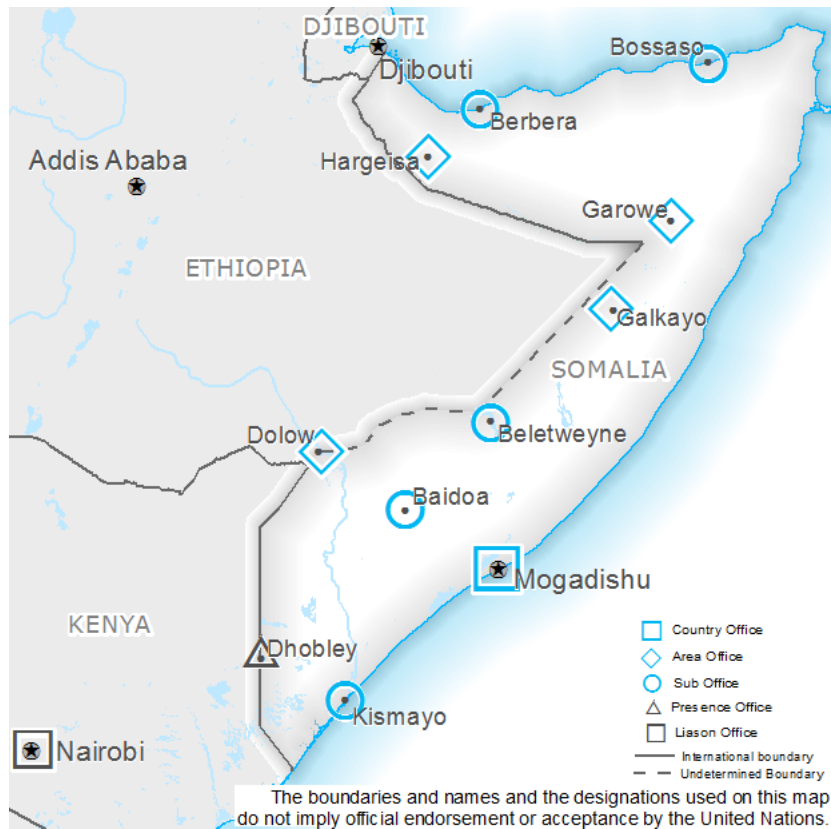 DJIBOUTI
Djibouti
Bossaso
Berbera
Addis Ababa
Hargeisa
Garowe
ETHIOPIA
Galkayo
SOMALIA
Dolow
Beletweyne
Baidoa
Mogadishu
KENYA
Dhobley
Kismayo
Nairobi
Country Office
Area Office
Sub Office
Presence Office
Liason Office
International boundary
Undetermined Boundary
The boundaries and names and the designations used on this map
do not imply official endorsement or acceptance by the United Nations.